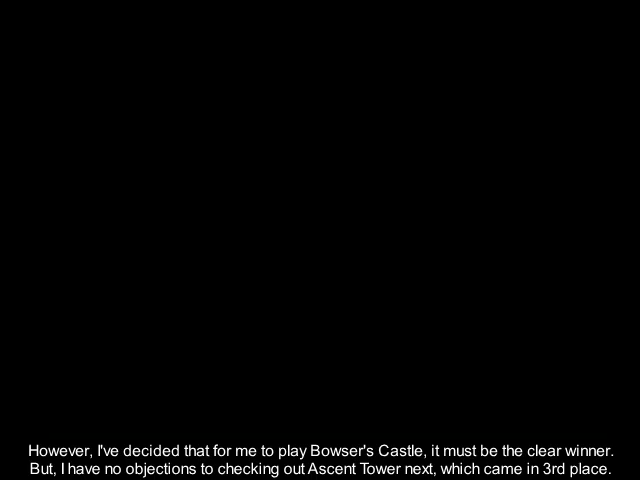 However, I've decided that for me to play Bowser's Castle, it must be the clear winner.
But, I have no objections to checking out Ascent Tower next, which came in 3rd place.